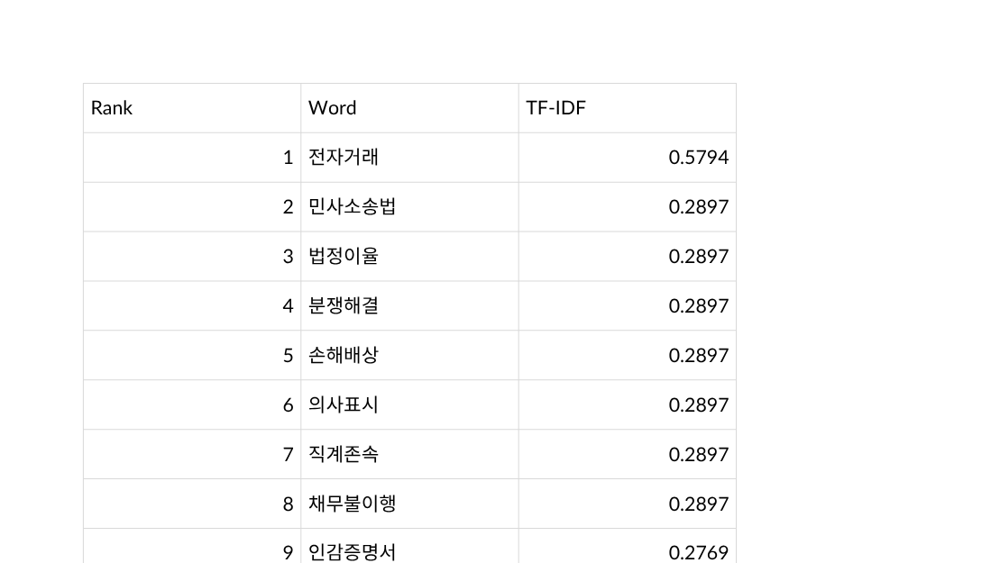 Rank Word TF-IDF
1 전자거래 0.5794
2 민사소송법 0.2897
3 법정이율 0.2897
4 분쟁해결 0.2897
5 손해배상 0.2897
6 의사표시 0.2897
7 직계존속 0.2897
8 채무불이행 0.2897
9 인감증명서 0.2769